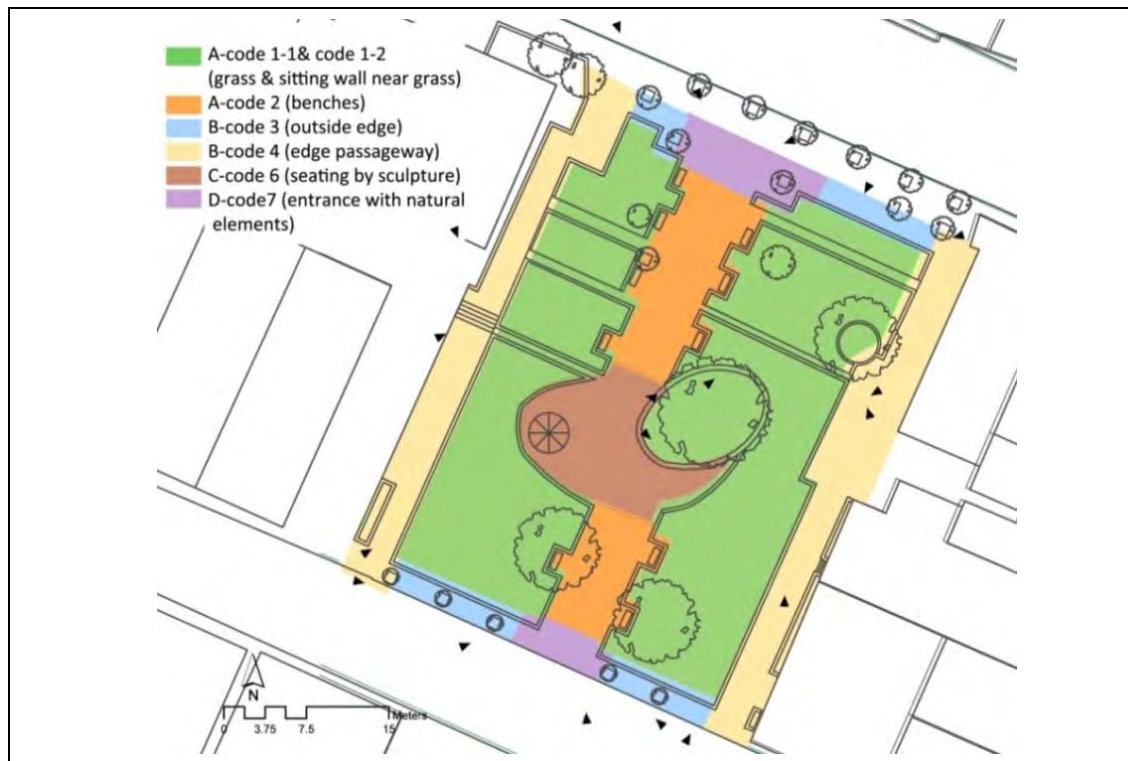 A-code 1-1& code 1-2
(grass & sitting wall near grass)
A-code 2 (benches)
B-code 3 (outside edge)
B-code 4 (edge passageway)
C-code 6 (seating by sculpture)
D-code7 (entrance with natural
elements)
N
Meters
0 3.75 7.5 15